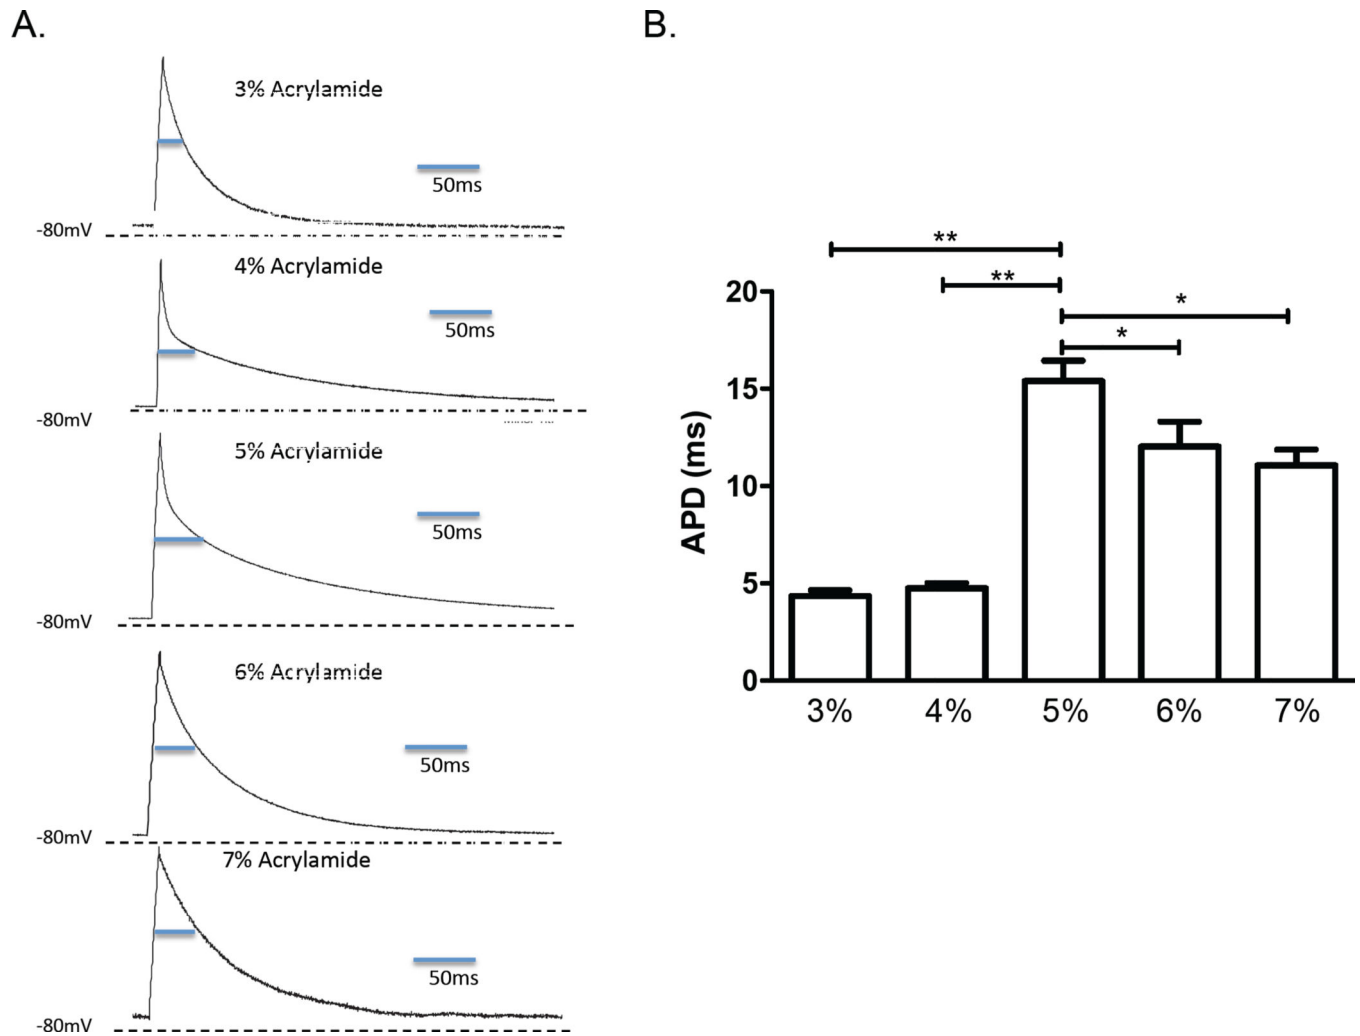 A.
3% Acrylamide
50ms
-80mV
4% Acrylamide
50ms
-80mV
5% Acrylamide
50ms
-80mV
6% Acrylamide
50ms
-80mV
7% Acrylamide
50ms
-80mV
B.
**
**
*
*
20
15
10
5
0
APD (ms)
3% 4% 5% 6% 7%